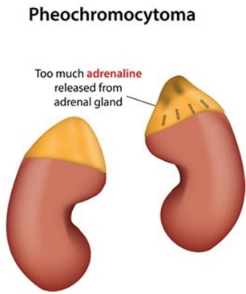 Pheochromocytoma
Too much adrenaline
released from
adrenal gland